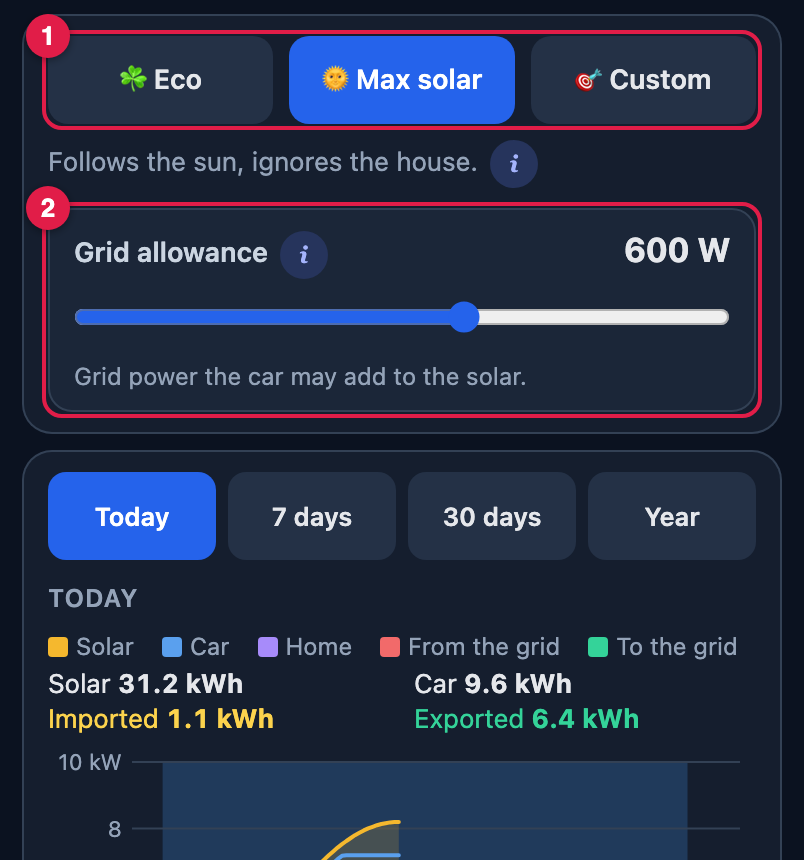 1
Eco Max solar Custom
Follows the sun, ignores the house. i
2
Grid allowance i 600 W
Grid power the car may add to the solar.
Today 7 days 30 days Year
TODAY
Solar Car Home From the grid To the grid
Solar 31.2 kWh Car 9.6 kWh
Imported 1.1 kWh Exported 6.4 kWh
10 kW
8